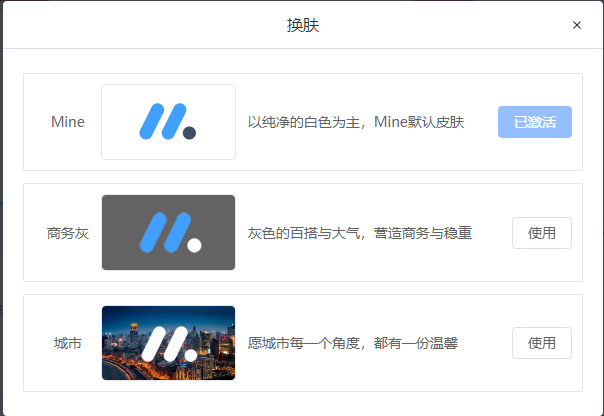 换肤
Mine
以纯净的白色为主，Mine默认皮肤
已激活
商务灰
灰色的百搭与大气，营造商务与稳重
使用
城市
愿城市每一个角度，都有一份温馨
使用